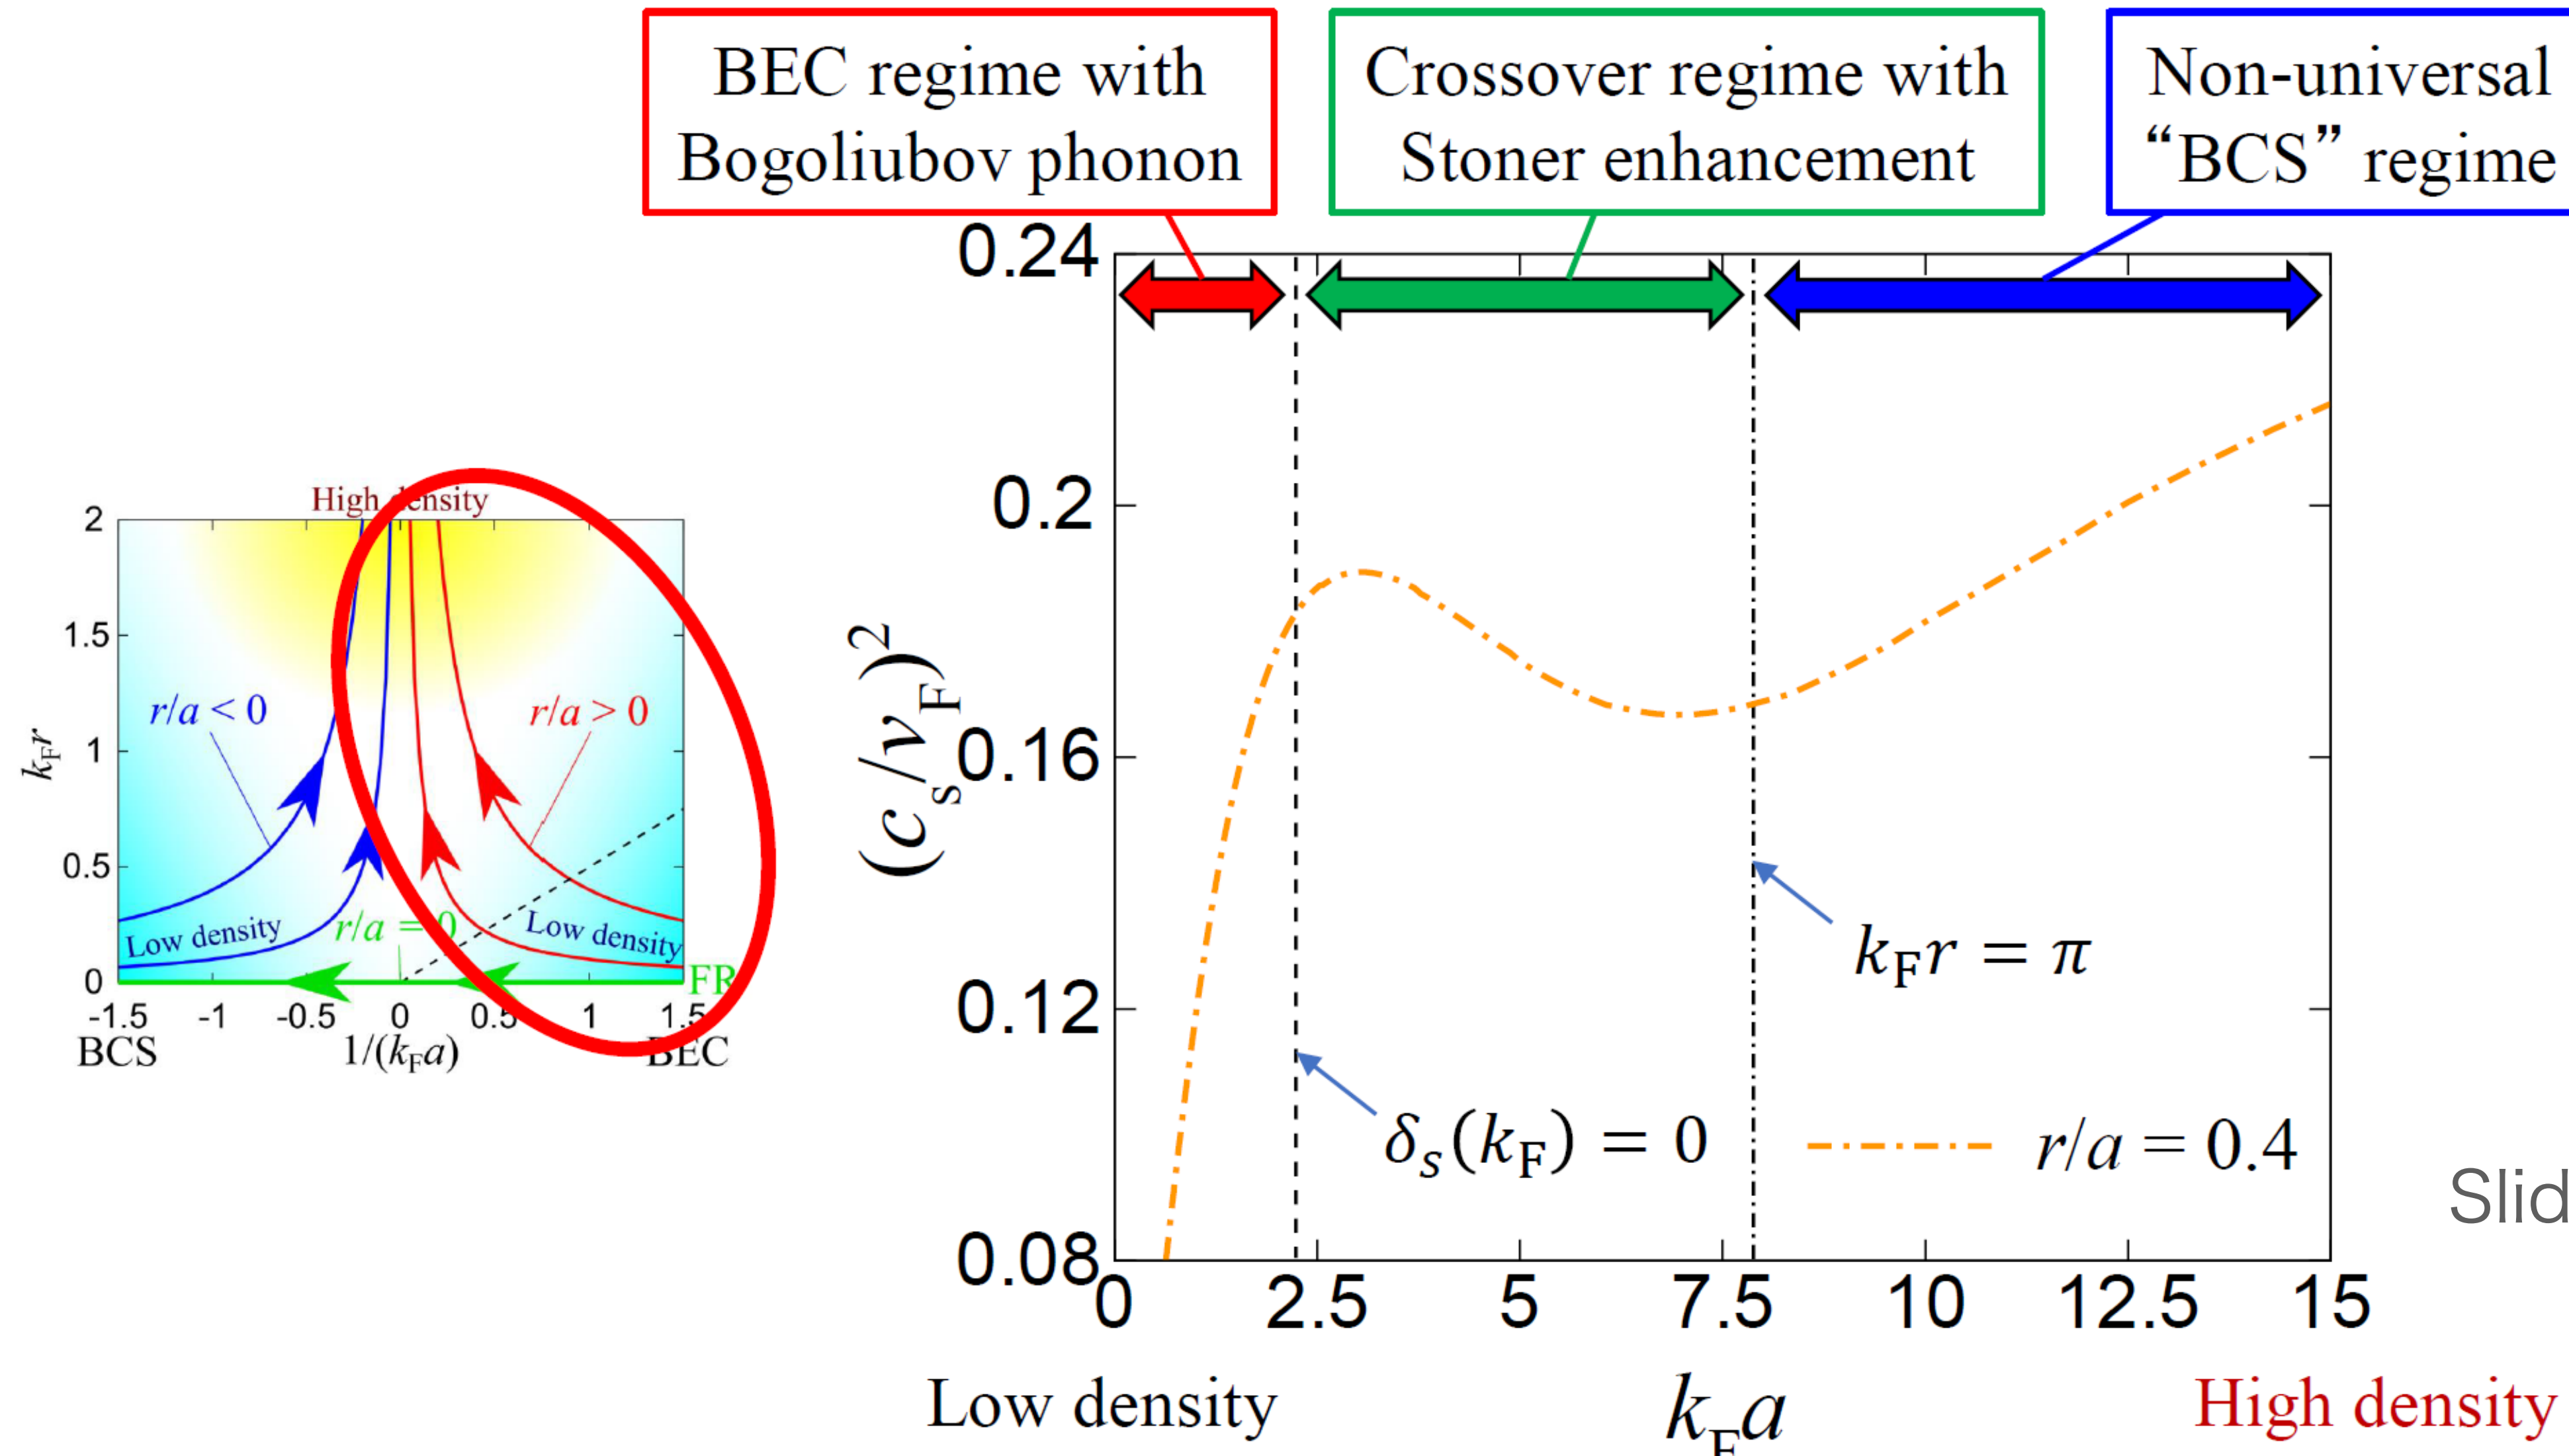 BEC regime with
Bogoliubov phonon
Crossover regime with
Stoner enhancement
Non-universal
“BCS” regime
High density
2
1.5
1
0.5
0
k_F r
r/a < 0
r/a > 0
r/a = 0
Low density
Low density
FR
-1.5
-1
-0.5
0
0.5
1
1.5
BCS
1/(k_F a)
BEC
0.24
0.2
0.16
0.12
0.08
(c_s/v_F)^2
k_F r = π
δ_s(k_F) = 0
r/a = 0.4
Slid
0
2.5
5
7.5
10
12.5
15
Low density
k_F a
High density